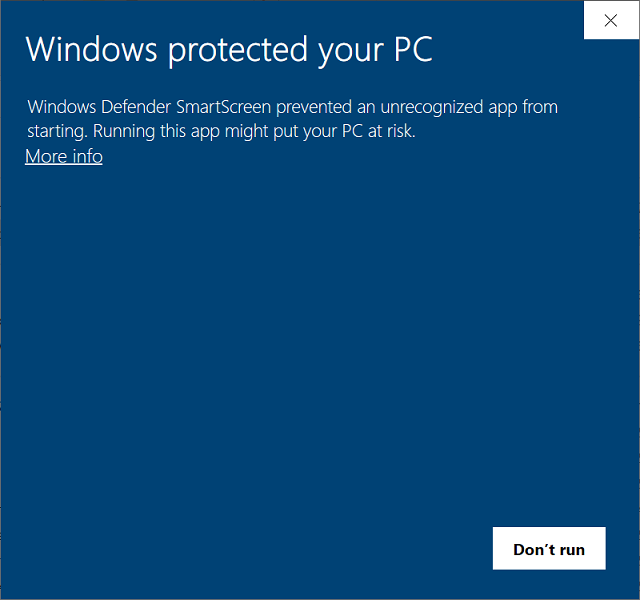 Windows protected your PC
Windows Defender SmartScreen prevented an unrecognized app from
starting. Running this app might put your PC at risk.
More info
Don't run